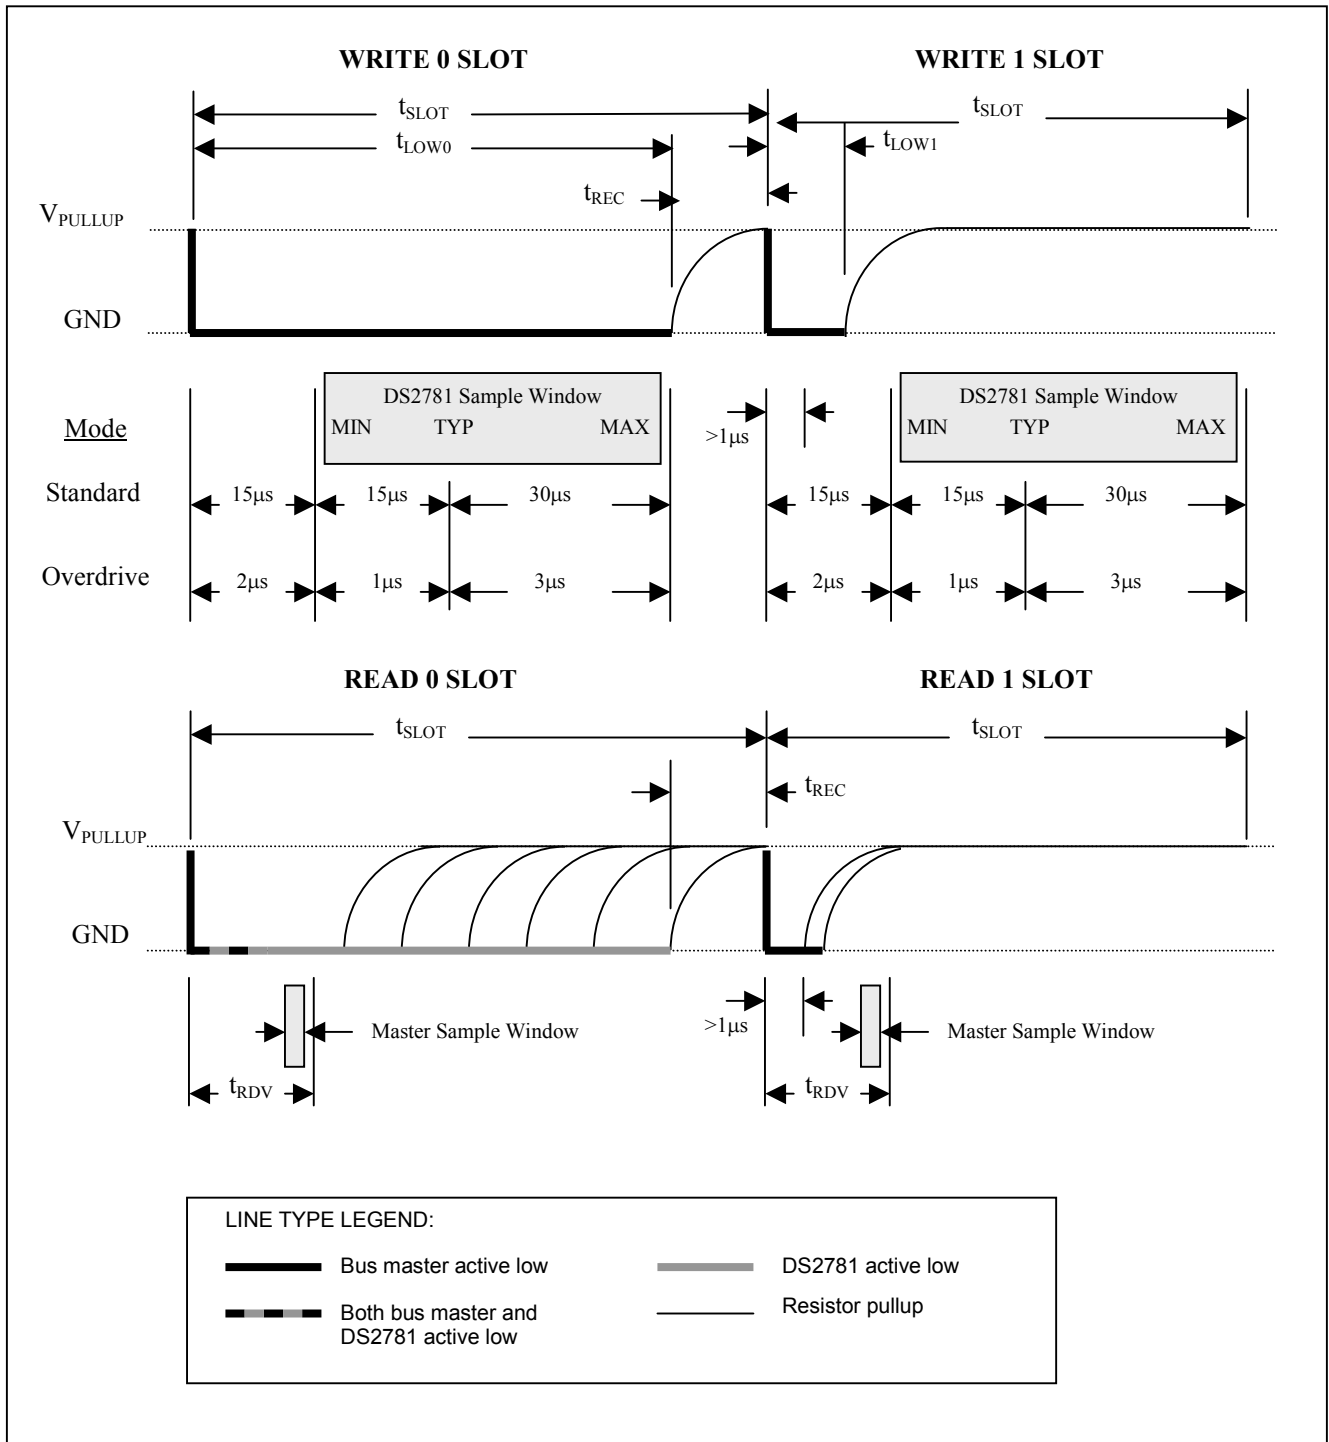 WRITE 0 SLOT WRITE 1 SLOT
tSLOT tSLOT
tLOW0 tLOW1
tREC
VPULLUP
GND
DS2781 Sample Window DS2781 Sample Window
Mode MIN TYP MAX >1μs MIN TYP MAX
Standard 15μs 15μs 30μs 15μs 15μs 30μs
Overdrive 2μs 1μs 3μs 2μs 1μs 3μs
READ 0 SLOT READ 1 SLOT
tSLOT tSLOT
tREC
VPULLUP
GND
>1μs
Master Sample Window Master Sample Window
tRDV tRDV
LINE TYPE LEGEND:
Bus master active low DS2781 active low
Both bus master and Resistor pullup
DS2781 active low